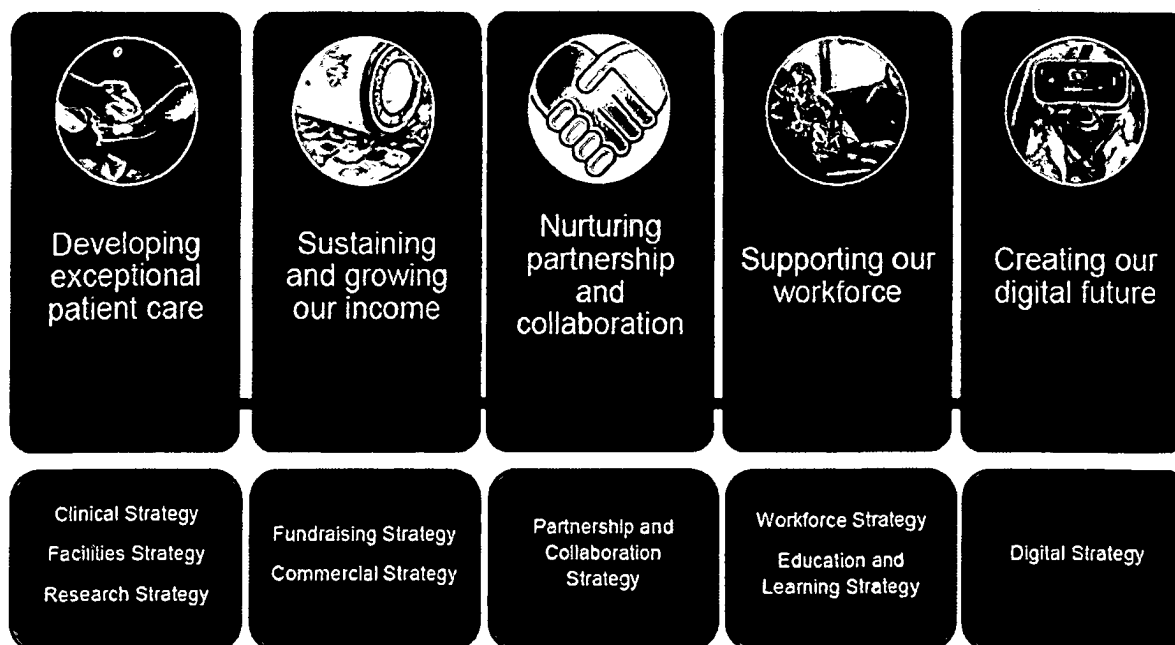 Developing
exceptional
patient care
Sustaining
and growing
our income
Nurturing
partnership
and
collaboration
Supporting our
workforce
Creating our
digital future
Clinical Strategy
Facilities Strategy
Research Strategy
Fundraising Strategy
Commercial Strategy
Partnership and
Collaboration
Strategy
Workforce Strategy
Education and
Learning Strategy
Digital Strategy